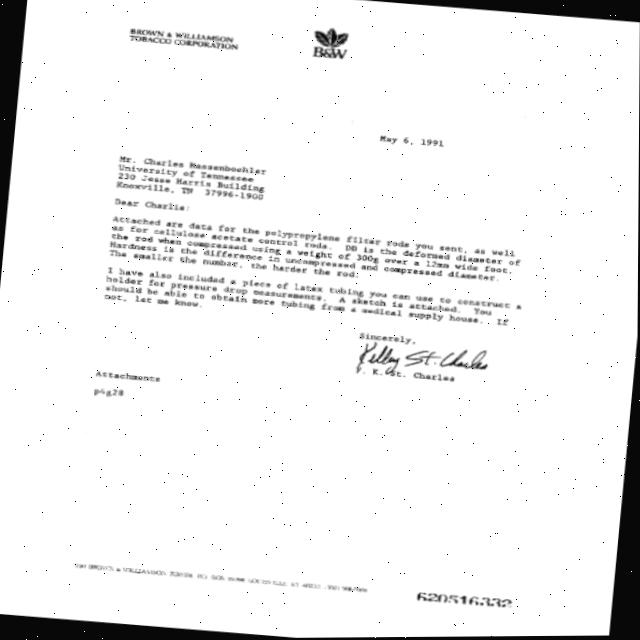 BROWN & WILLIAMSON
TOBACCO CORPORATION
B&W
May 6, 1991
Mr. Charles Hassenboehler
University of Tennessee
230 Jesse Harris Building
Knoxville, TN 37996-1900
Dear Charlie:
Attached are data for the polypropylene filter rods you sent, as well
as for cellulose acetate control rods. DD is the deformed diameter of
the rod when compressed using a weight of 300g over a 12mm wide foot.
Hardness is the difference in uncompressed and compressed diameter.
The smaller the number, the harder the rod.
I have also included a piece of latex tubing you can use to construct a
holder for pressure drop measurements. A sketch is attached. You
should be able to obtain more tubing from a medical supply house. If
not, let me know.
Sincerely,
Kelley St. Charles
F. K. St. Charles
Attachments
p4g28
BROWN & WILLIAMSON
620516332